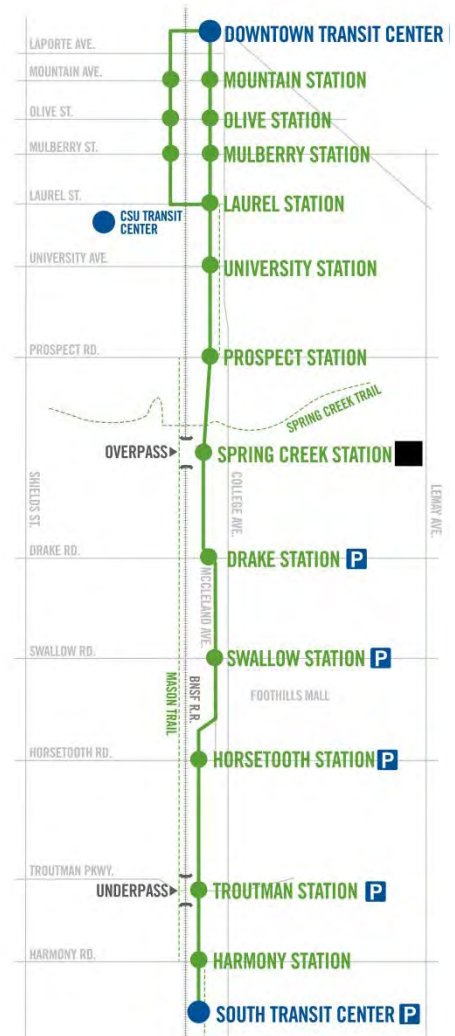 DOWNTOWN TRANSIT CENTER
LAPORTE AVE.
MOUNTAIN AVE.
MOUNTAIN STATION
OLIVE ST.
OLIVE STATION
MULBERRY ST.
MULBERRY STATION
LAUREL ST.
LAUREL STATION
CSU TRANSIT
CENTER
UNIVERSITY AVE.
UNIVERSITY STATION
PROSPECT RD.
PROSPECT STATION
SPRING CREEK TRAIL
OVERPASS
SPRING CREEK STATION
SHIELDS ST.
COLLEGE AVE.
LEMAY AVE.
DRAKE RD.
DRAKE STATION P
MCCLELAND AVE.
SWALLOW RD.
SWALLOW STATION P
MASON TRAIL
BNSF R.R.
FOOTHILLS MALL
HORSETOOTH RD.
HORSETOOTH STATION P
TROUTMAN PKWY.
UNDERPASS
TROUTMAN STATION P
HARMONY RD.
HARMONY STATION
SOUTH TRANSIT CENTER P